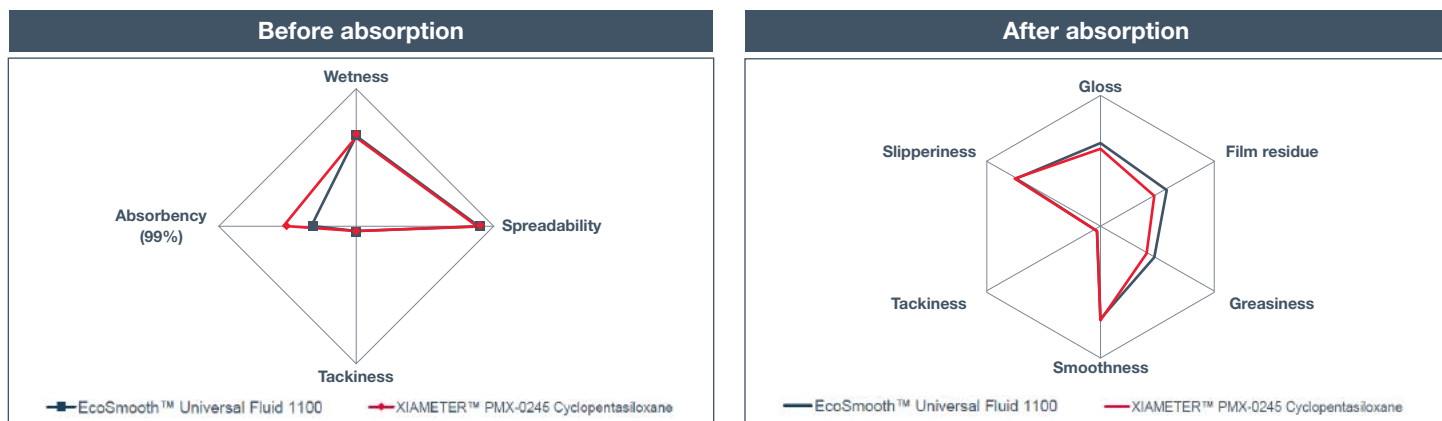 Before absorption
Wetness
Absorbency
(99%)
Spreadability
Tackiness
EcoSmooth™ Universal Fluid 1100
XIAMETER™ PMX-0245 Cyclopentasiloxane
After absorption
Gloss
Slipperiness
Film residue
Tackiness
Greasiness
Smoothness
EcoSmooth™ Universal Fluid 1100
XIAMETER™ PMX-0245 Cyclopentasiloxane